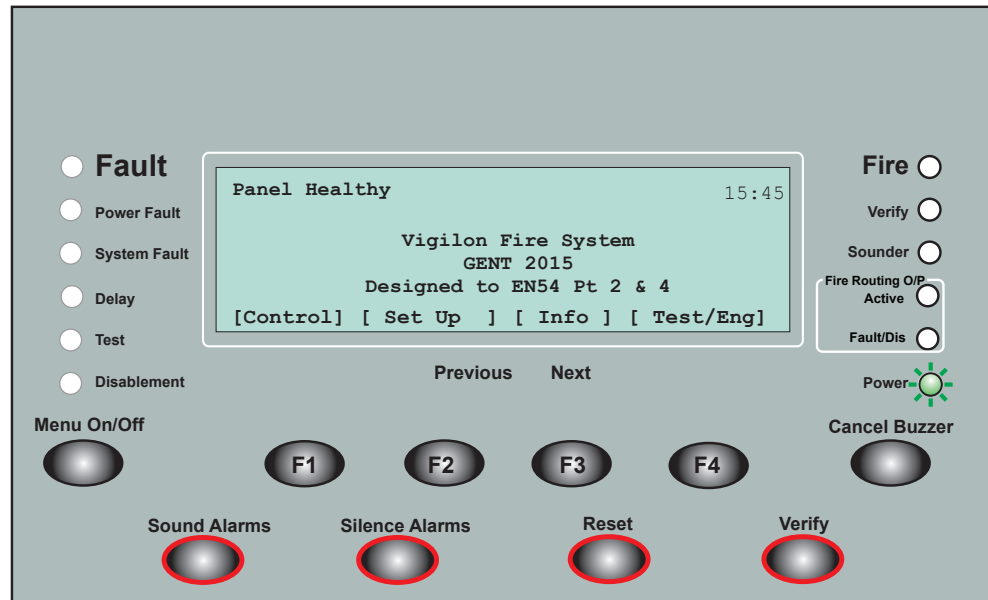 Fault
Power Fault
System Fault
Delay
Test
Disablement
Panel Healthy 15:45
Vigilon Fire System
GENT 2015
Designed to EN54 Pt 2 & 4
[Control] [ Set Up ] [ Info ] [ Test/Eng]
Previous Next
Fire
Verify
Sounder
Fire Routing O/P
Active
Fault/Dis
Power
Menu On/Off
F1 F2 F3 F4
Cancel Buzzer
Sound Alarms Silence Alarms Reset Verify